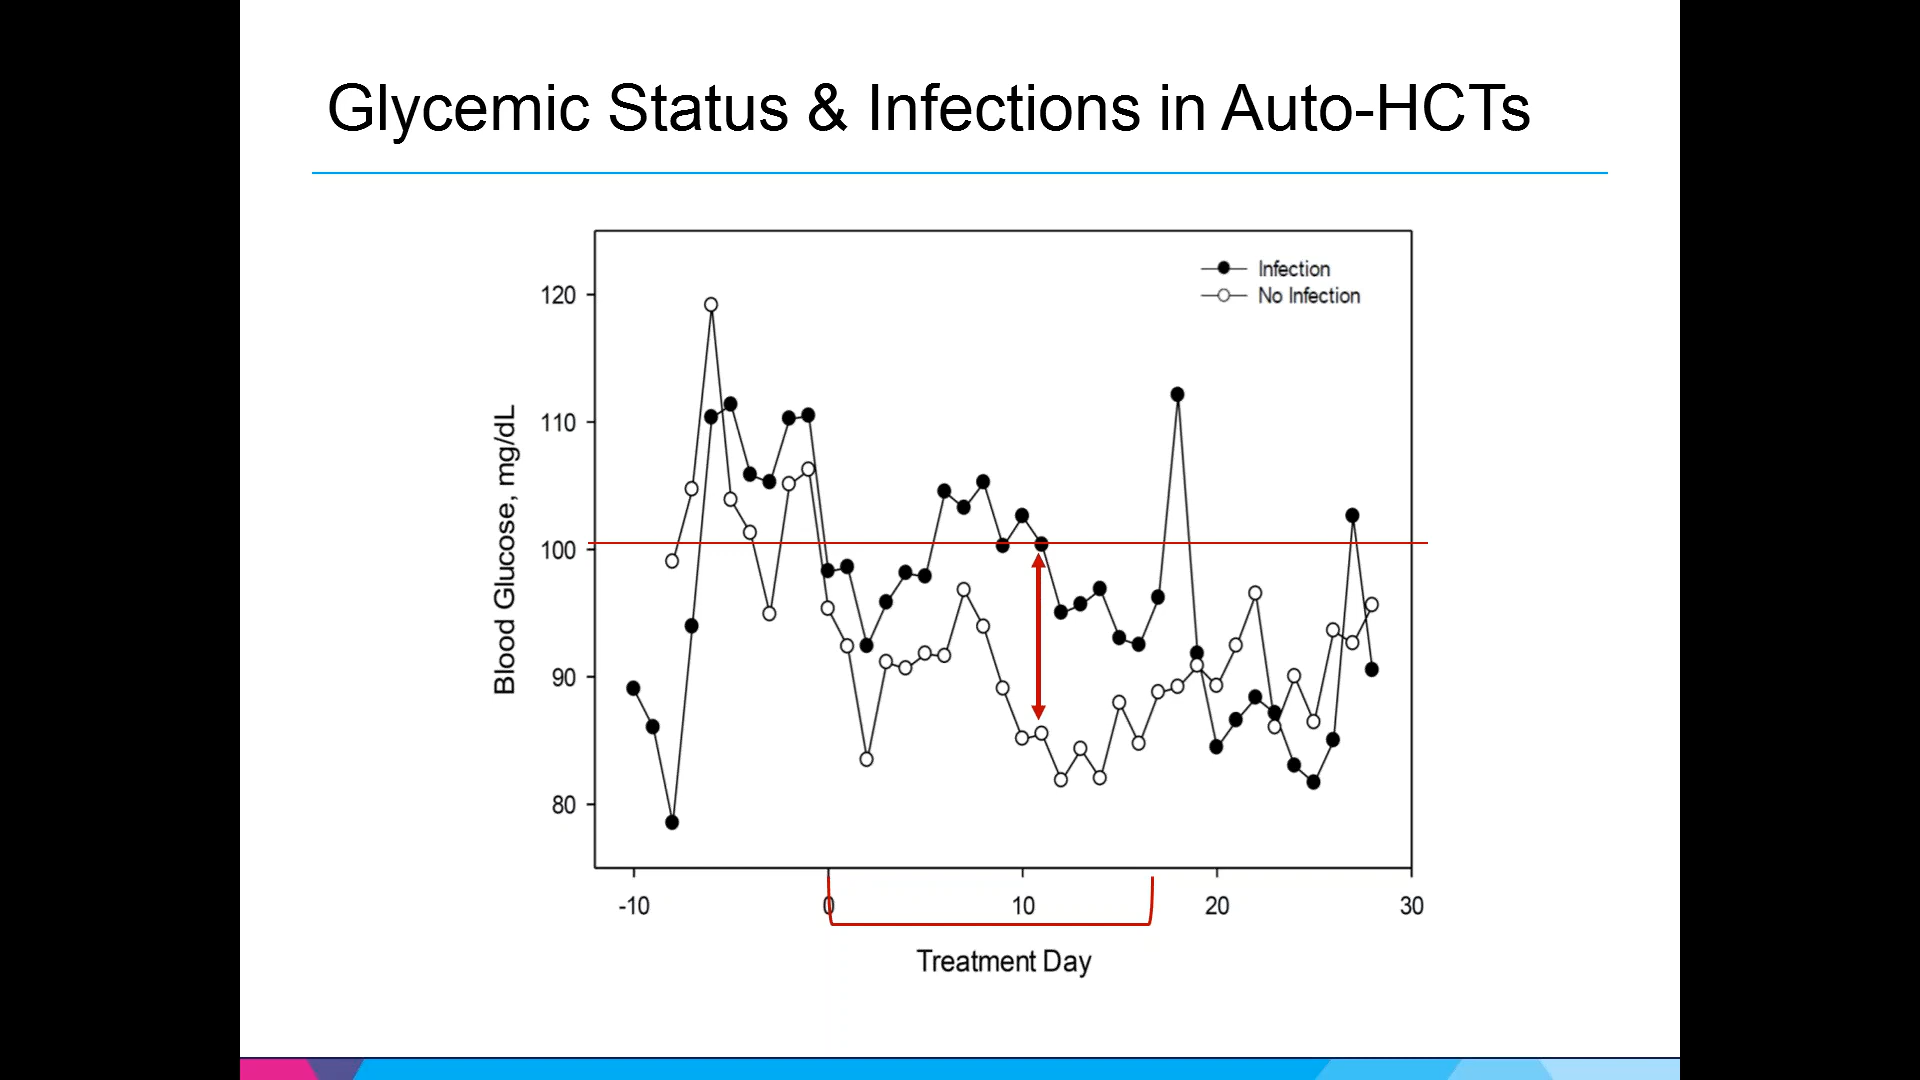 Glycemic Status & Infections in Auto-HCTs
Infection
No Infection
120
110
100
90
80
Blood Glucose, mg/dL
-10 0 10 20 30
Treatment Day